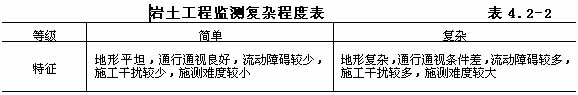 岩土工程监测复杂程度表 表 4.2-2
等级 简单 复杂
特征 地形平坦，通行通视良好，流动障碍较少，施工干扰较少，施测难度较小 地形复杂，通行通视条件差，流动障碍较多，施工干扰较多，施测难度较大